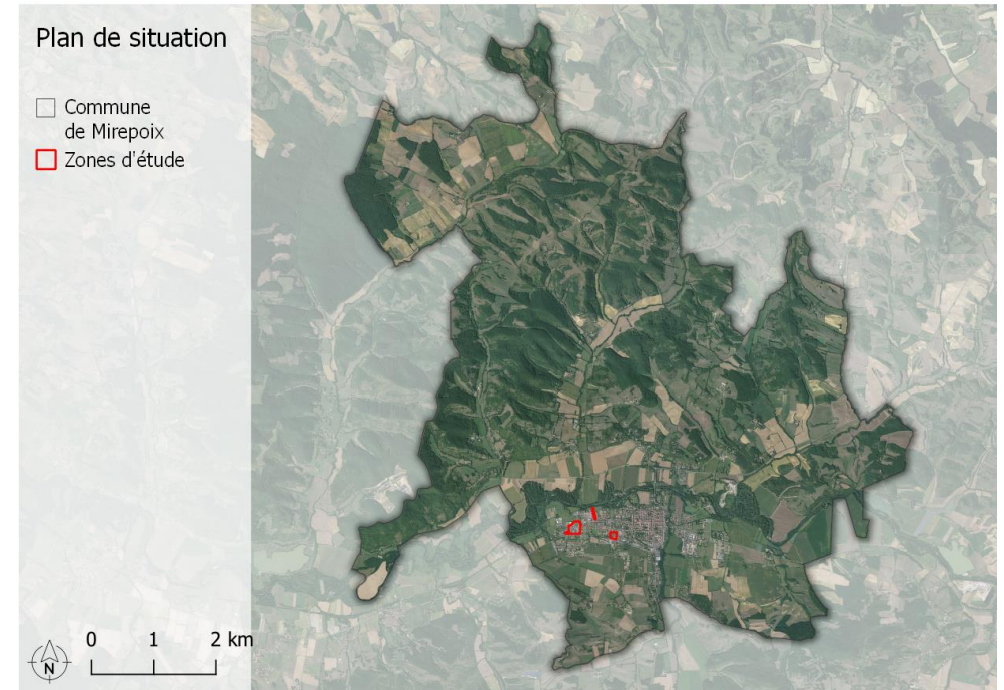 Plan de situation
Commune
de Mirepoix
Zones d'étude
0 1 2 km
N